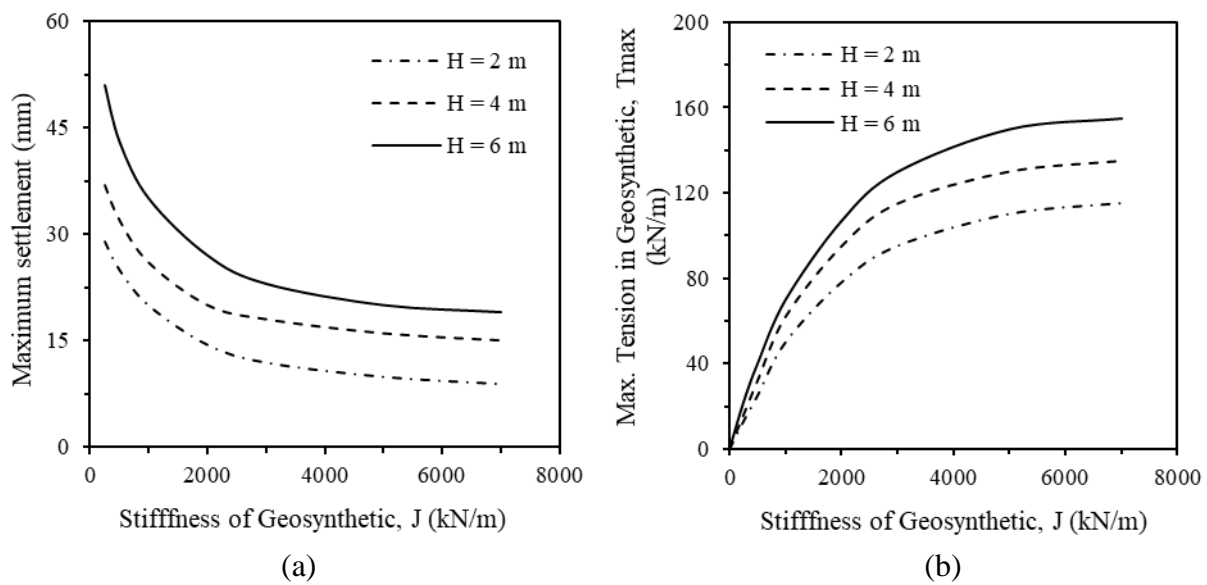 60
45
30
15
0
Maximum settlement (mm)
H = 2 m
H = 4 m
H = 6 m
0 2000 4000 6000 8000
Stifffness of Geosynthetic, J (kN/m)
(a)
200
160
120
80
40
0
Max. Tension in Geosynthetic, Tmax
(kN/m)
H = 2 m
H = 4 m
H = 6 m
0 2000 4000 6000 8000
Stifffness of Geosynthetic, J (kN/m)
(b)